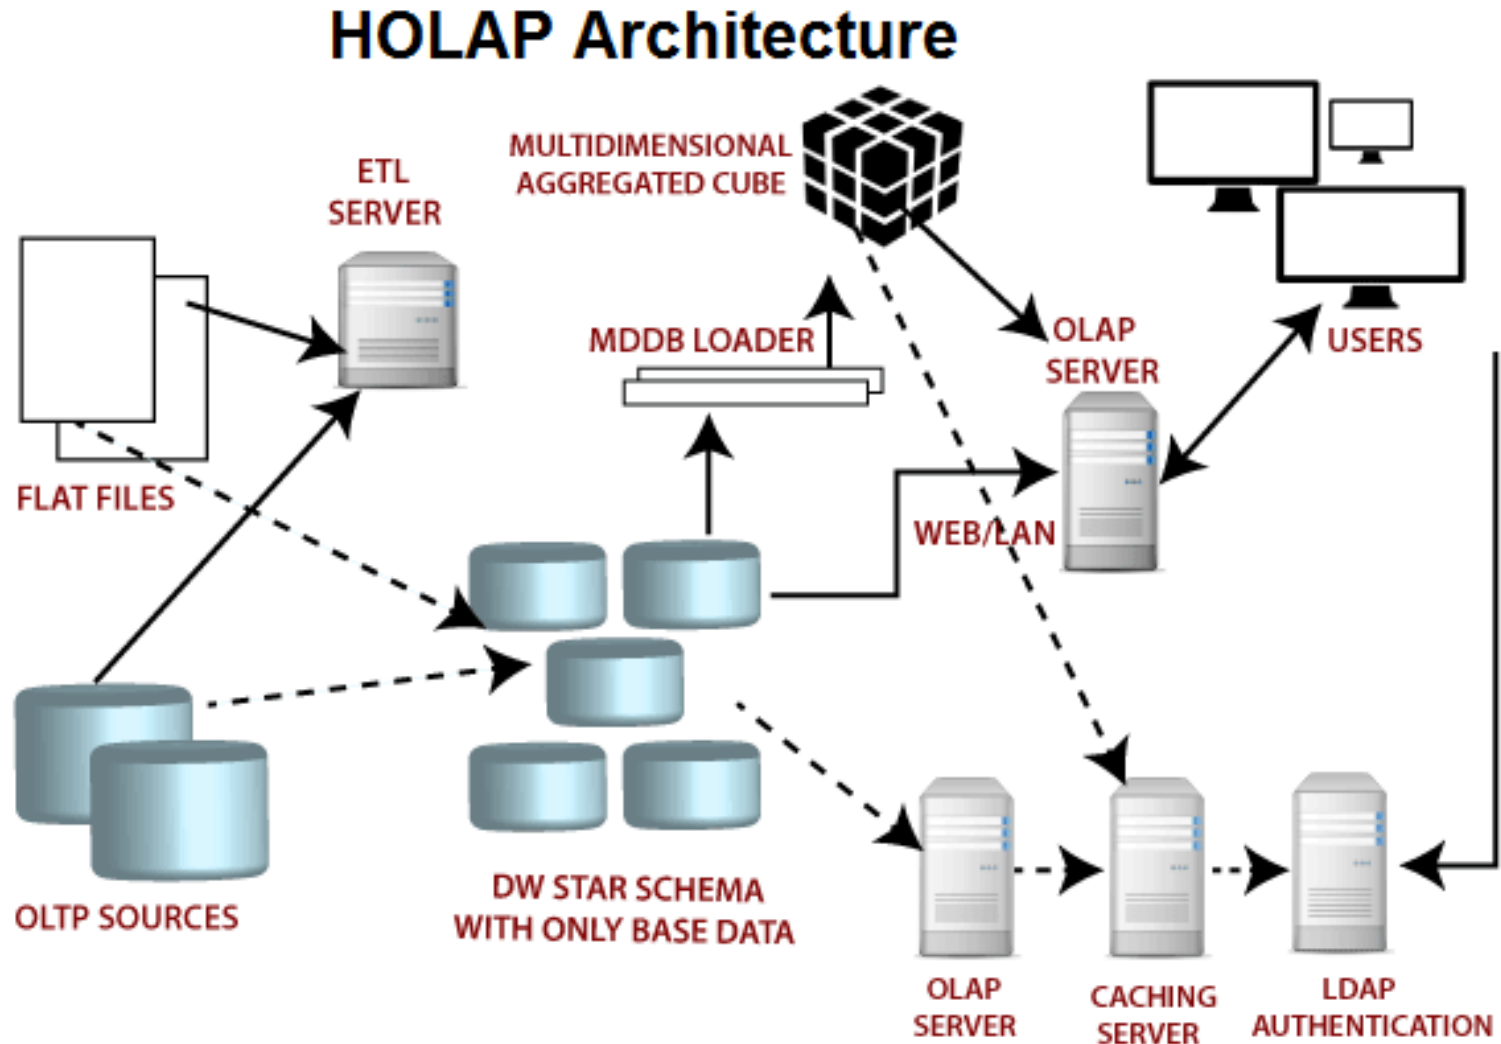 HOLAP Architecture
MULTIDIMENSIONAL
AGGREGATED CUBE
ETL
SERVER
MDDB LOADER
OLAP
SERVER
USERS
FLAT FILES
WEB/LAN
OLTP SOURCES
DW STAR SCHEMA
WITH ONLY BASE DATA
OLAP
SERVER
CACHING
SERVER
LDAP
AUTHENTICATION